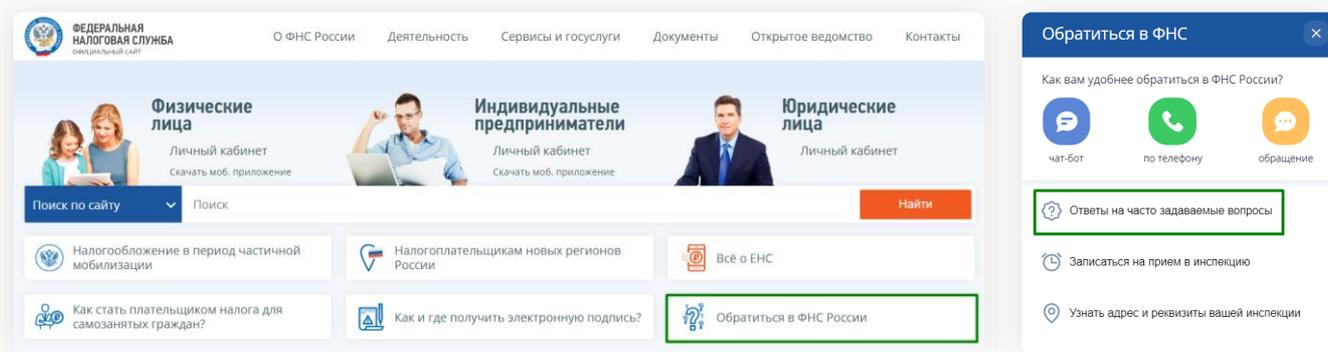 ФЕДЕРАЛЬНАЯ
НАЛОГОВАЯ СЛУЖБА
ОФИЦИАЛЬНЫЙ САЙТ
О ФНС России
Деятельность
Сервисы и госуслуги
Документы
Открытое ведомство
Контакты
Физические
лица
Личный кабинет
Скачать моб. приложение
Индивидуальные
предприниматели
Личный кабинет
Скачать моб. приложение
Юридические
лица
Личный кабинет
Поиск по сайту
Поиск
Найти
Налогообложение в период частичной
мобилизации
Налогоплательщикам новых регионов
России
Всё о ЕНС
Как стать плательщиком налога для
самозанятых граждан?
Как и где получить электронную подпись?
Обратиться в ФНС России
Обратиться в ФНС
Как вам удобнее обратиться в ФНС России?
чат-бот
по телефону
обращение
Ответы на часто задаваемые вопросы
Записаться на прием в инспекцию
Узнать адрес и реквизиты вашей инспекции